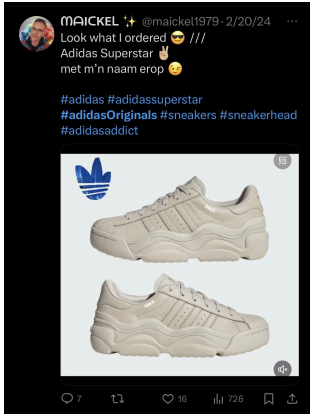 MAICKEL ✨ @maickel1979 · 2/20/24 ···
Look what I ordered 😎 ///
Adidas Superstar ✌🏼
met m'n naam erop 😉
#adidas #adidassuperstar
#adidasOriginals #sneakers #sneakerhead
#adidasaddict
7 16 726